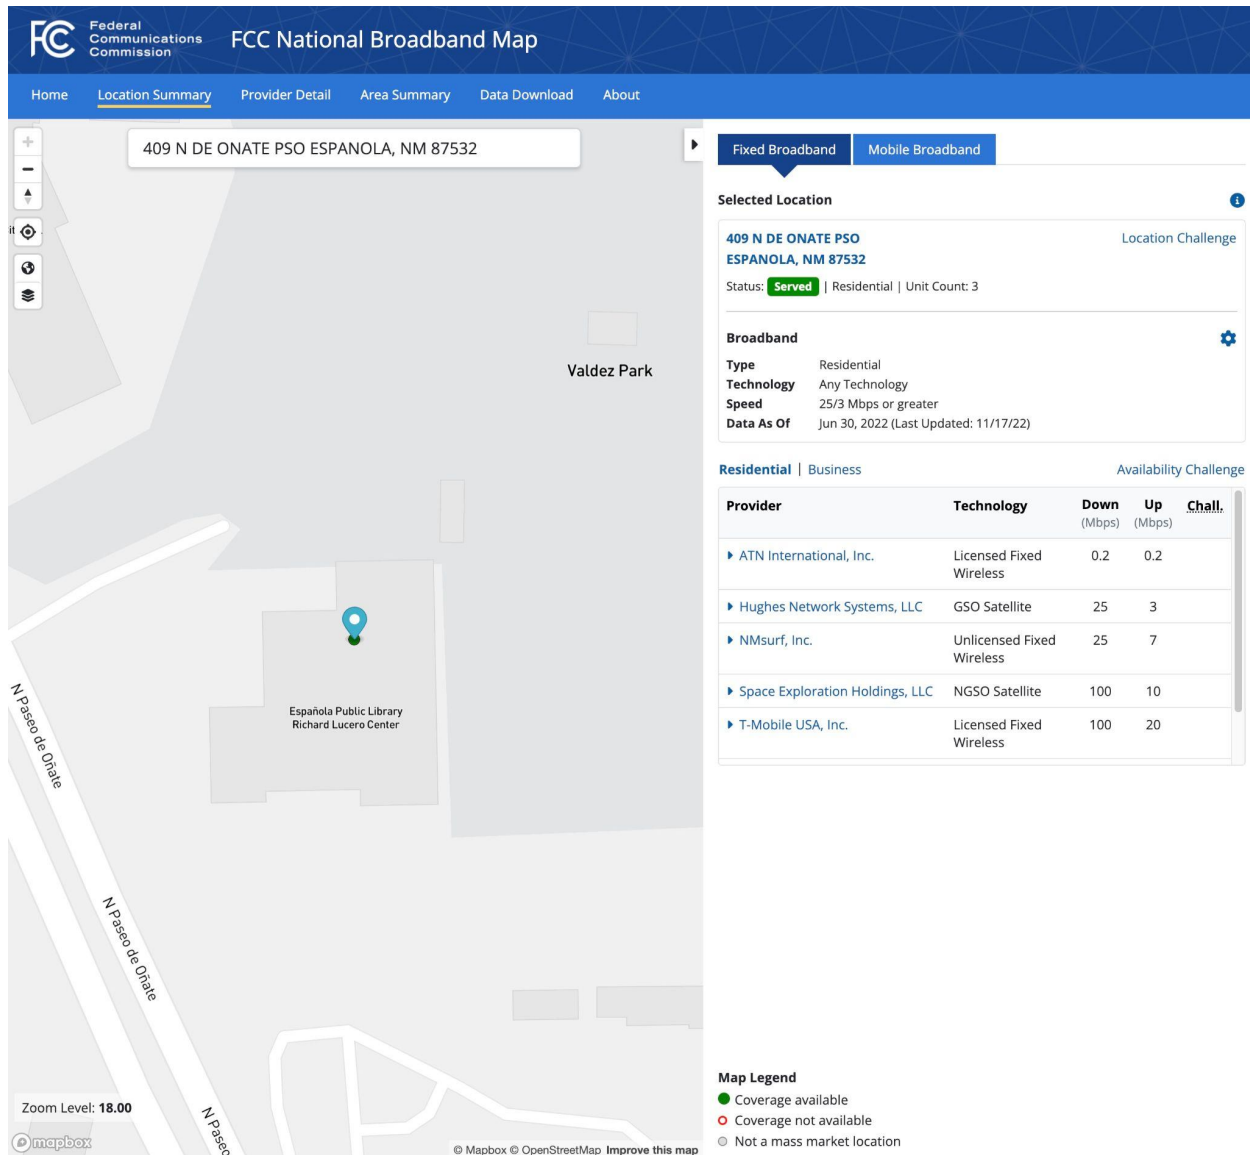 FCC
Federal
Communications
Commission
FCC National Broadband Map
Home Location Summary Provider Detail Area Summary Data Download About
409 N DE ONATE PSO ESPANOLA, NM 87532
Valdez Park
Española Public Library
Richard Lucero Center
N Paseo de Oñate
N Paseo de Oñate
N Paseo
Zoom Level: 18.00
mapbox
© Mapbox © OpenStreetMap Improve this map
Fixed Broadband Mobile Broadband
Selected Location
409 N DE ONATE PSO Location Challenge
ESPANOLA, NM 87532
Status: Served | Residential | Unit Count: 3
Broadband
Type Residential
Technology Any Technology
Speed 25/3 Mbps or greater
Data As Of Jun 30, 2022 (Last Updated: 11/17/22)
Residential | Business Availability Challenge
Provider Technology Down Up Chall.
(Mbps) (Mbps)
ATN International, Inc. Licensed Fixed 0.2 0.2
Wireless
Hughes Network Systems, LLC GSO Satellite 25 3
NMsurf, Inc. Unlicensed Fixed 25 7
Wireless
Space Exploration Holdings, LLC NGSO Satellite 100 10
T-Mobile USA, Inc. Licensed Fixed 100 20
Wireless
Map Legend
Coverage available
Coverage not available
Not a mass market location